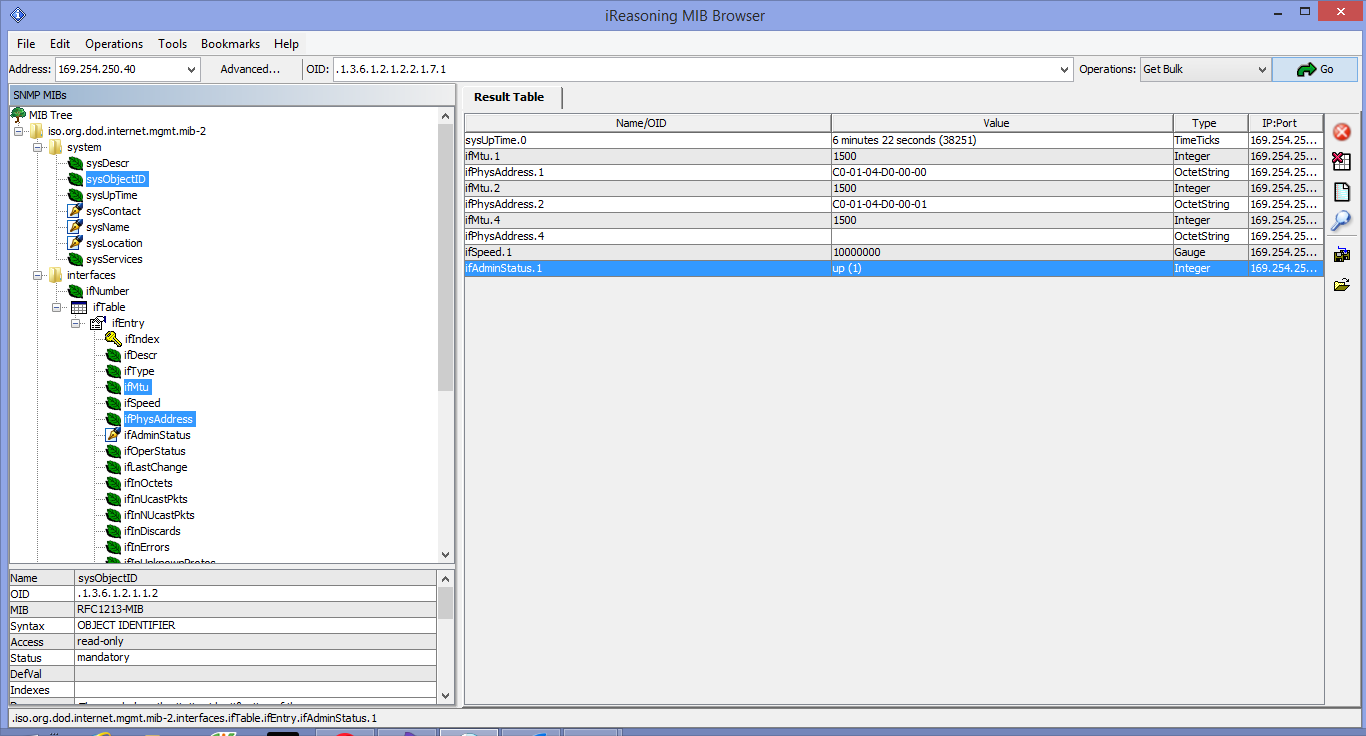 iReasoning MIB Browser
File Edit Operations Tools Bookmarks Help
Address: 169.254.250.40 Advanced... OID: .1.3.6.1.2.1.2.2.1.7.1 Operations: Get Bulk Go
SNMP MIBs
MIB Tree
iso.org.dod.internet.mgmt.mib-2
system
sysDescr
sysObjectID
sysUpTime
sysContact
sysName
sysLocation
sysServices
interfaces
ifNumber
ifTable
ifEntry
ifIndex
ifDescr
ifType
ifMtu
ifSpeed
ifPhysAddress
ifAdminStatus
ifOperStatus
ifLastChange
ifInOctets
ifInUcastPkts
ifInNUcastPkts
ifInDiscards
ifInErrors
ifInUnknownProtos
Name sysObjectID
OID .1.3.6.1.2.1.1.2
MIB RFC1213-MIB
Syntax OBJECT IDENTIFIER
Access read-only
Status mandatory
DefVal
Indexes
Result Table
Name/OID Value Type IP:Port
sysUpTime.0 6 minutes 22 seconds (38251) TimeTicks 169.254.25...
ifMtu.1 1500 Integer 169.254.25...
ifPhysAddress.1 C0-01-04-D0-00-00 OctetString 169.254.25...
ifMtu.2 1500 Integer 169.254.25...
ifPhysAddress.2 C0-01-04-D0-00-01 OctetString 169.254.25...
ifMtu.4 1500 Integer 169.254.25...
ifPhysAddress.4 OctetString 169.254.25...
ifSpeed.1 10000000 Gauge 169.254.25...
ifAdminStatus.1 up (1) Integer 169.254.25...
.iso.org.dod.internet.mgmt.mib-2.interfaces.ifTable.ifEntry.ifAdminStatus.1